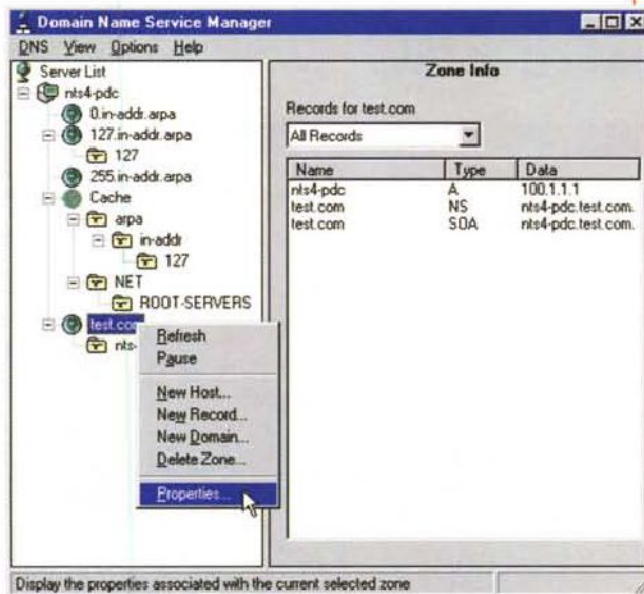 Domain Name Service Manager
DNS View Options Help
Server List
nts4-pdc
0.in-addr.arpa
127.in-addr.arpa
127
255.in-addr.arpa
Cache
arpa
in-addr
127
NET
ROOT-SERVERS
test.com
nts-
Refresh
Pause
New Host...
New Record...
New Domain...
Delete Zone...
Properties...
Zone Info
Records for test.com
All Records
Name Type Data
nts4-pdc A 100.1.1.1
test.com NS nts4-pdc.test.com.
test.com SOA nts4-pdc.test.com.
Display the properties associated with the current selected zone